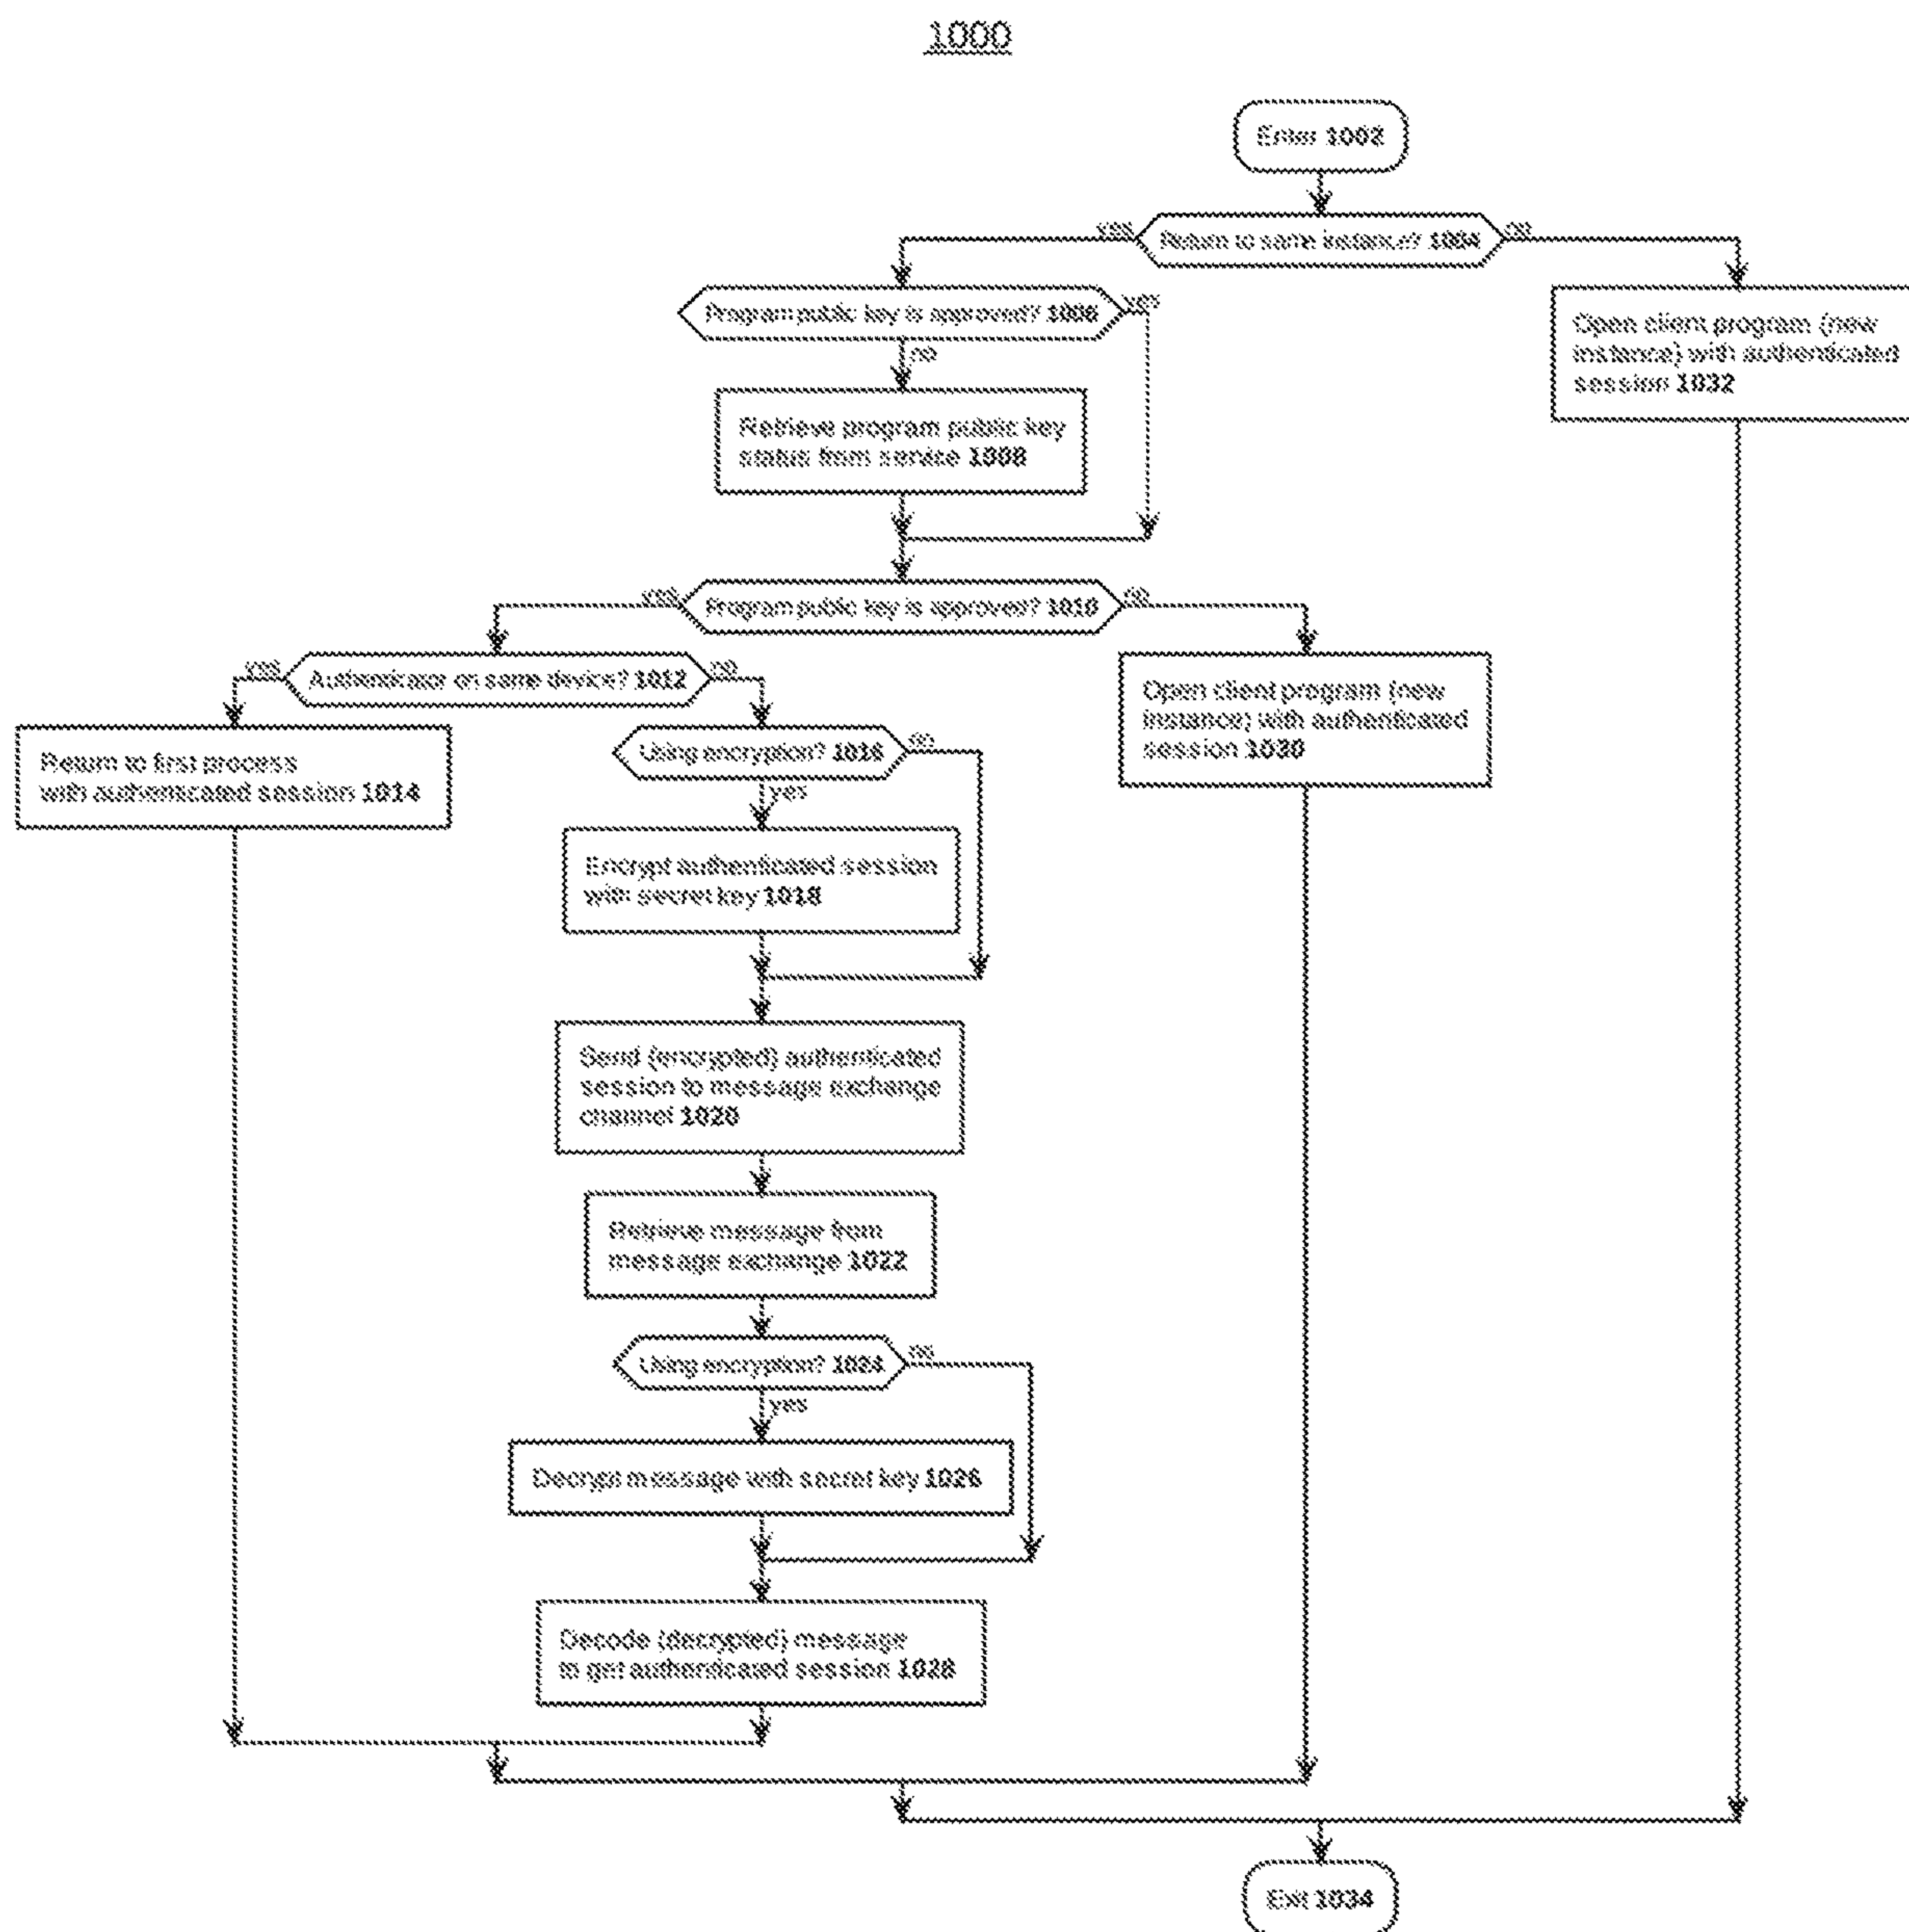 1000
Enter 1002
yes
Return to same instance? 1004
no
Program public key is approved? 1006
yes
no
Open client program (new
instance) with authenticated
session 1032
Retrieve program public key
status from service 1008
yes
Program public key is approved? 1010
no
yes
Authenticator on same device? 1012
no
Open client program (new
instance) with authenticated
session 1030
Return to first process
with authenticated session 1014
Using encryption? 1016
no
yes
Encrypt authenticated session
with secret key 1018
Send (encrypted) authenticated
session to message exchange
channel 1020
Retrieve message from
message exchange 1022
Using encryption? 1024
no
yes
Decrypt message with secret key 1026
Decode (decrypted) message
to get authenticated session 1028
Exit 1034